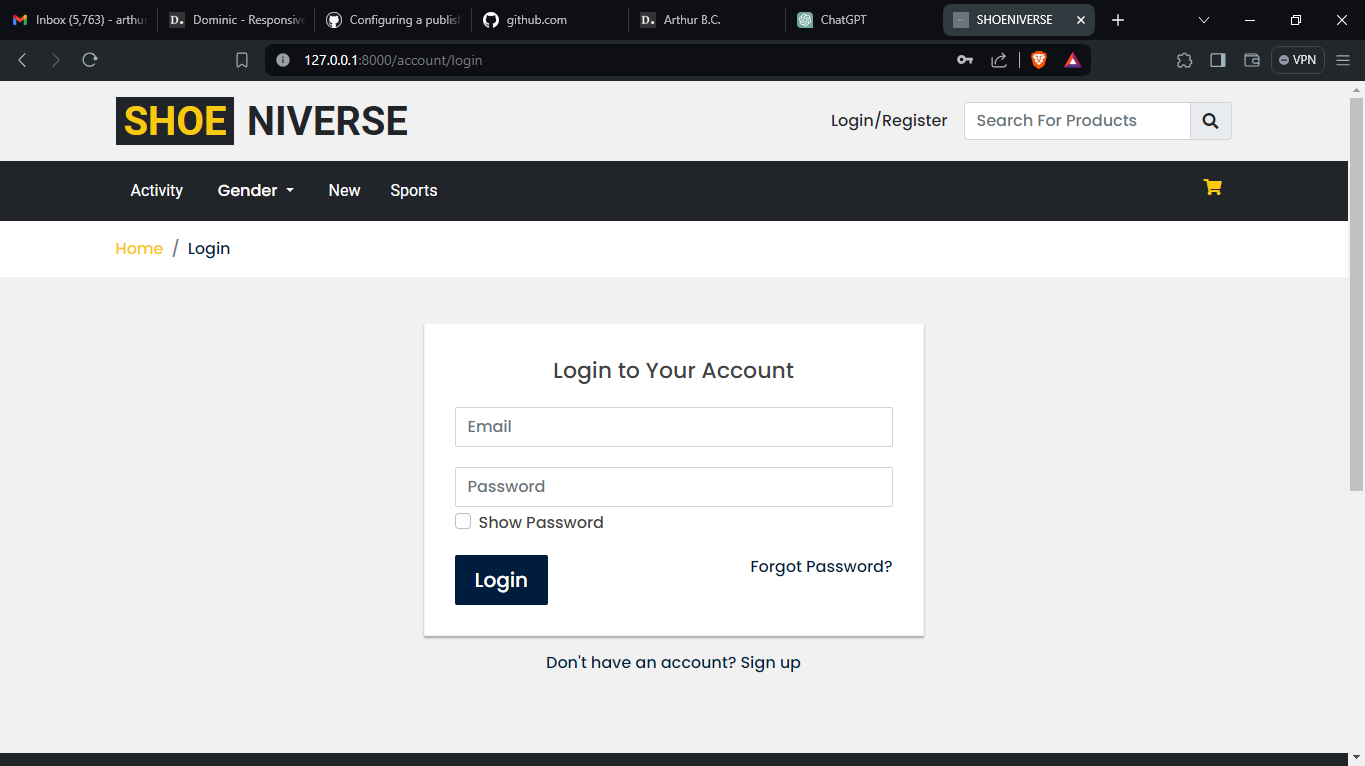 Inbox (5,763) - arthur
Dominic - Responsive
Configuring a publish
github.com
Arthur B.C.
ChatGPT
SHOENIVERSE
127.0.0.1:8000/account/login
VPN
SHOE NIVERSE
Login/Register
Search For Products
Activity
Gender
New
Sports
Home / Login
Login to Your Account
Email
Password
Show Password
Login
Forgot Password?
Don't have an account? Sign up